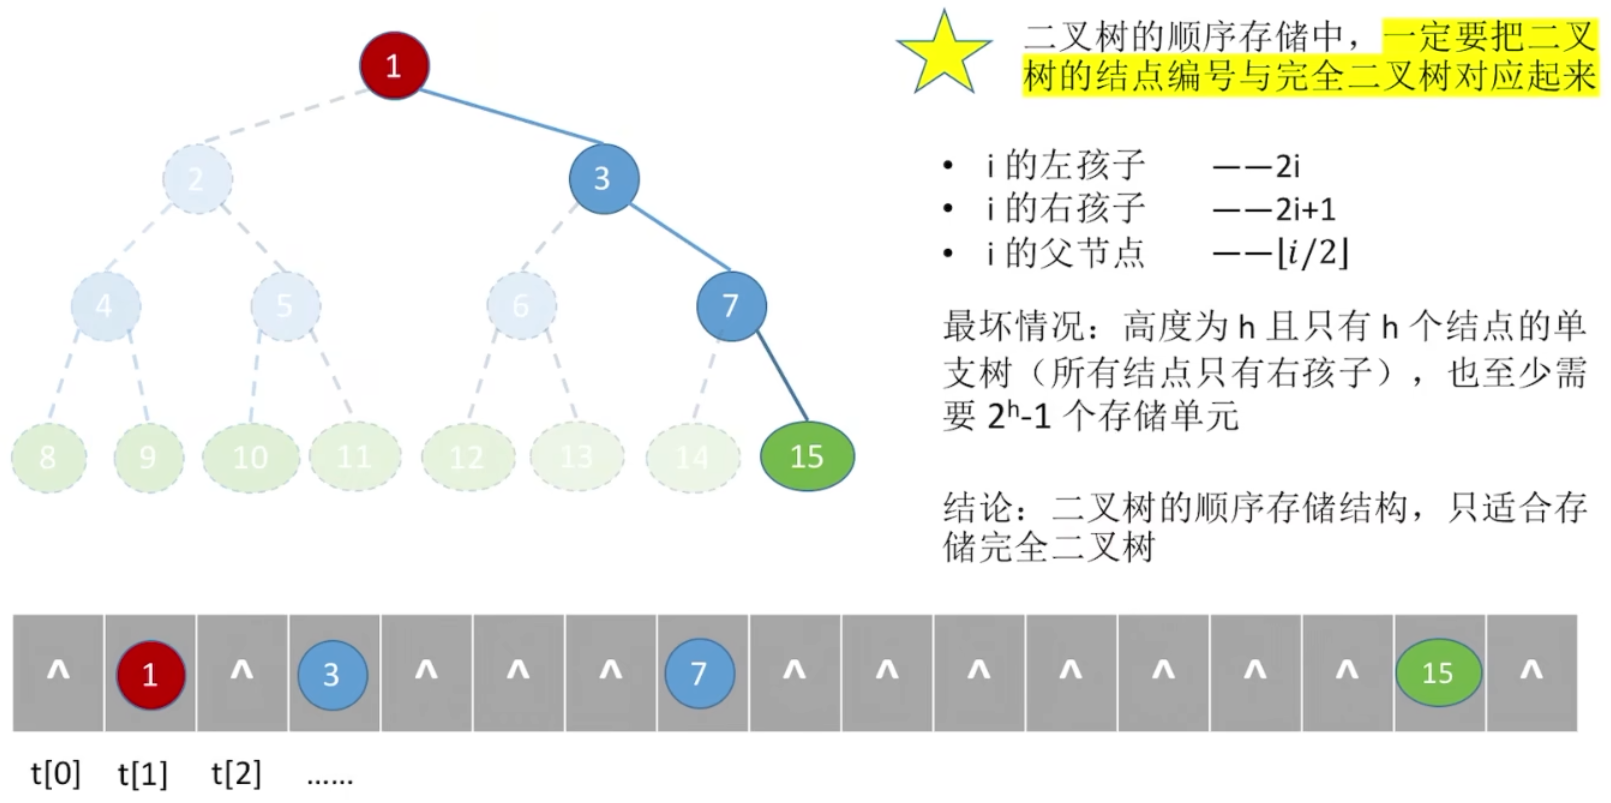 1
2
3
4
5
6
7
8
9
10
11
12
13
14
15
二叉树的顺序存储中，一定要把二叉
树的结点编号与完全二叉树对应起来
• i 的左孩子 ——2i
• i 的右孩子 ——2i+1
• i 的父节点 ——⌊i/2⌋
最坏情况：高度为 h 且只有 h 个结点的单
支树（所有结点只有右孩子），也至少需
要 2ʰ-1 个存储单元
结论：二叉树的顺序存储结构，只适合存
储完全二叉树
^ 1 ^ 3 ^ ^ ^ 7 ^ ^ ^ ^ ^ ^ ^ 15 ^
t[0] t[1] t[2] ……